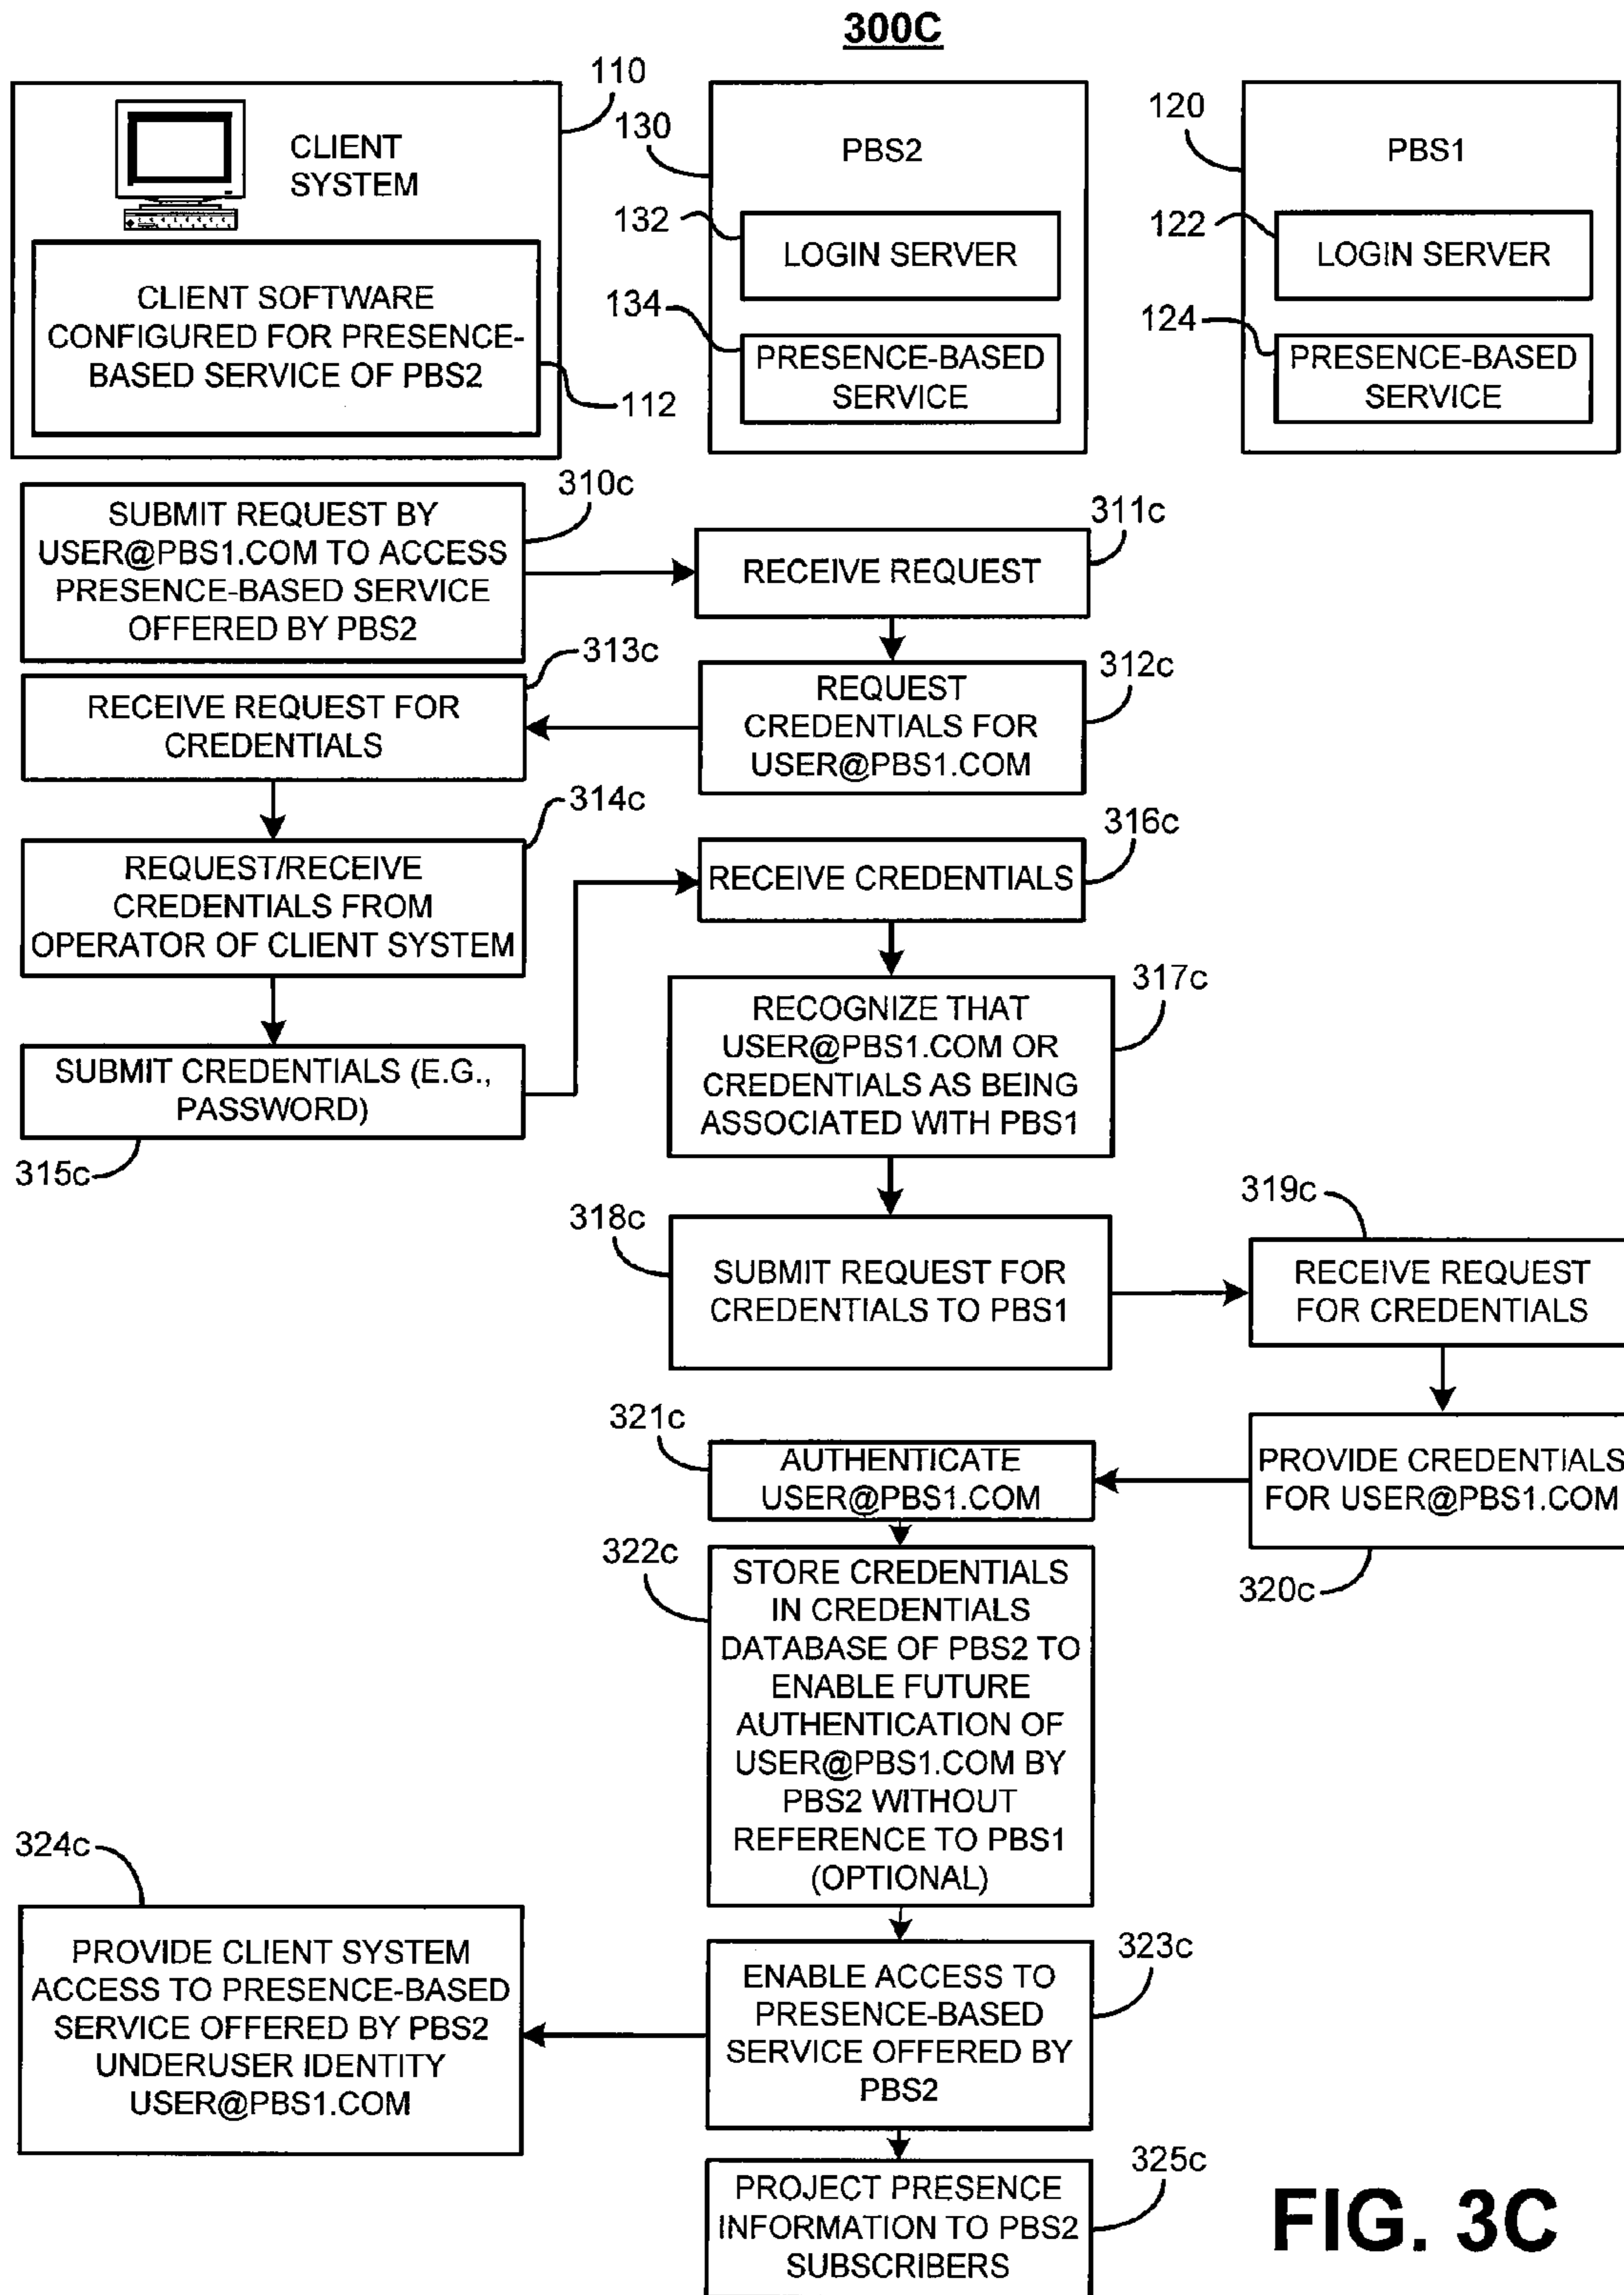 300C
110
CLIENT
SYSTEM
CLIENT SOFTWARE
CONFIGURED FOR PRESENCE-
BASED SERVICE OF PBS2
112
130
PBS2
132
LOGIN SERVER
134
PRESENCE-BASED
SERVICE
120
PBS1
122
LOGIN SERVER
124
PRESENCE-BASED
SERVICE
310c
SUBMIT REQUEST BY
USER@PBS1.COM TO ACCESS
PRESENCE-BASED SERVICE
OFFERED BY PBS2
311c
RECEIVE REQUEST
312c
REQUEST
CREDENTIALS FOR
USER@PBS1.COM
313c
RECEIVE REQUEST FOR
CREDENTIALS
314c
REQUEST/RECEIVE
CREDENTIALS FROM
OPERATOR OF CLIENT SYSTEM
SUBMIT CREDENTIALS (E.G.,
PASSWORD)
315c
316c
RECEIVE CREDENTIALS
317c
RECOGNIZE THAT
USER@PBS1.COM OR
CREDENTIALS AS BEING
ASSOCIATED WITH PBS1
318c
SUBMIT REQUEST FOR
CREDENTIALS TO PBS1
319c
RECEIVE REQUEST
FOR CREDENTIALS
PROVIDE CREDENTIALS
FOR USER@PBS1.COM
320c
321c
AUTHENTICATE
USER@PBS1.COM
322c
STORE CREDENTIALS
IN CREDENTIALS
DATABASE OF PBS2 TO
ENABLE FUTURE
AUTHENTICATION OF
USER@PBS1.COM BY
PBS2 WITHOUT
REFERENCE TO PBS1
(OPTIONAL)
323c
ENABLE ACCESS TO
PRESENCE-BASED
SERVICE OFFERED BY
PBS2
324c
PROVIDE CLIENT SYSTEM
ACCESS TO PRESENCE-BASED
SERVICE OFFERED BY PBS2
UNDERUSER IDENTITY
USER@PBS1.COM
325c
PROJECT PRESENCE
INFORMATION TO PBS2
SUBSCRIBERS
FIG. 3C